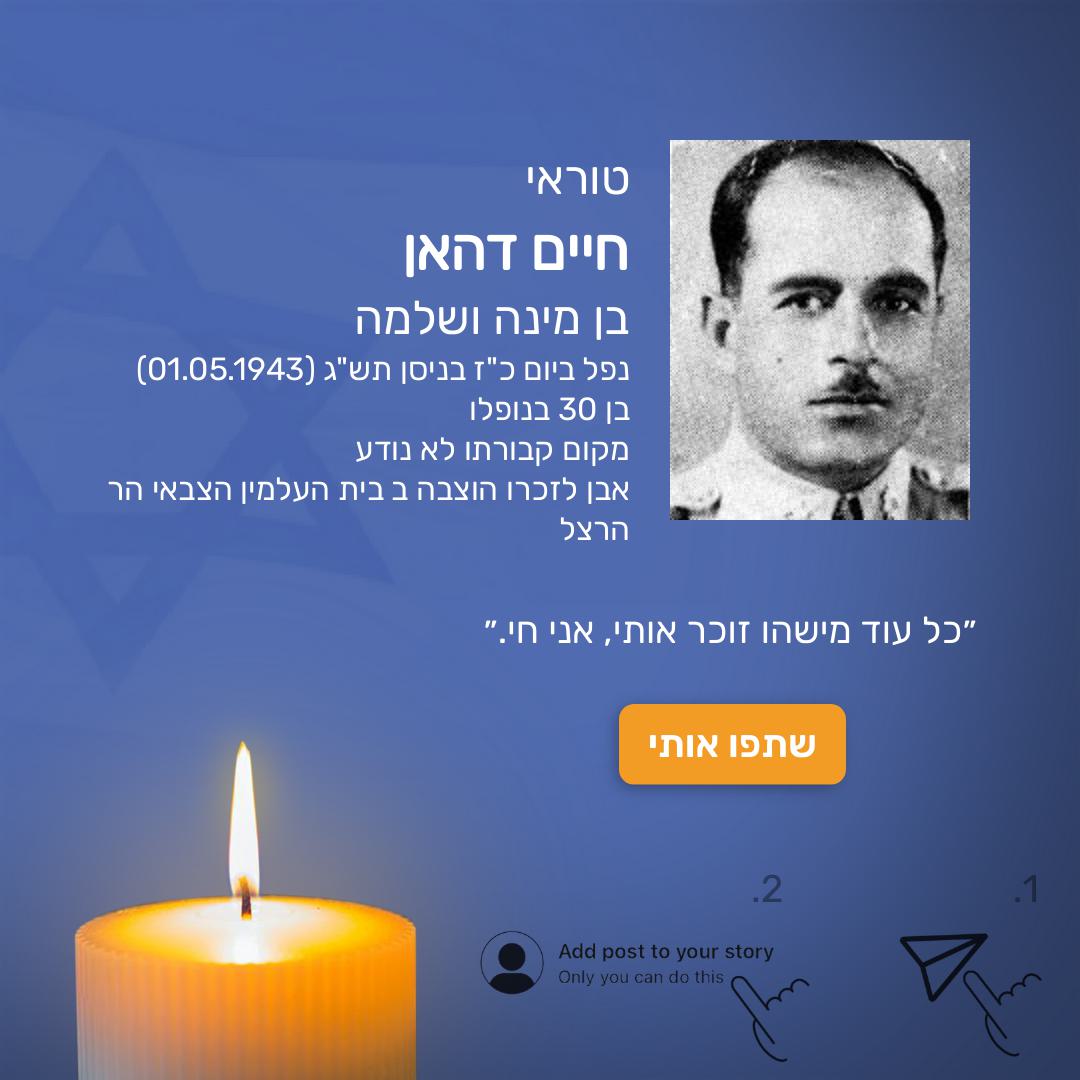 טוראי
חיים דהאן
בן מינה ושלמה
נפל ביום כ"ז בניסן תש"ג (01.05.1943)
בן 30 בנופלו
מקום קבורתו לא נודע
אבן לזכרו הוצבה ב בית העלמין הצבאי הר
הרצל
״כל עוד מישהו זוכר אותי, אני חי.״
שתפו אותי
1.
2.
Add post to your story
Only you can do this